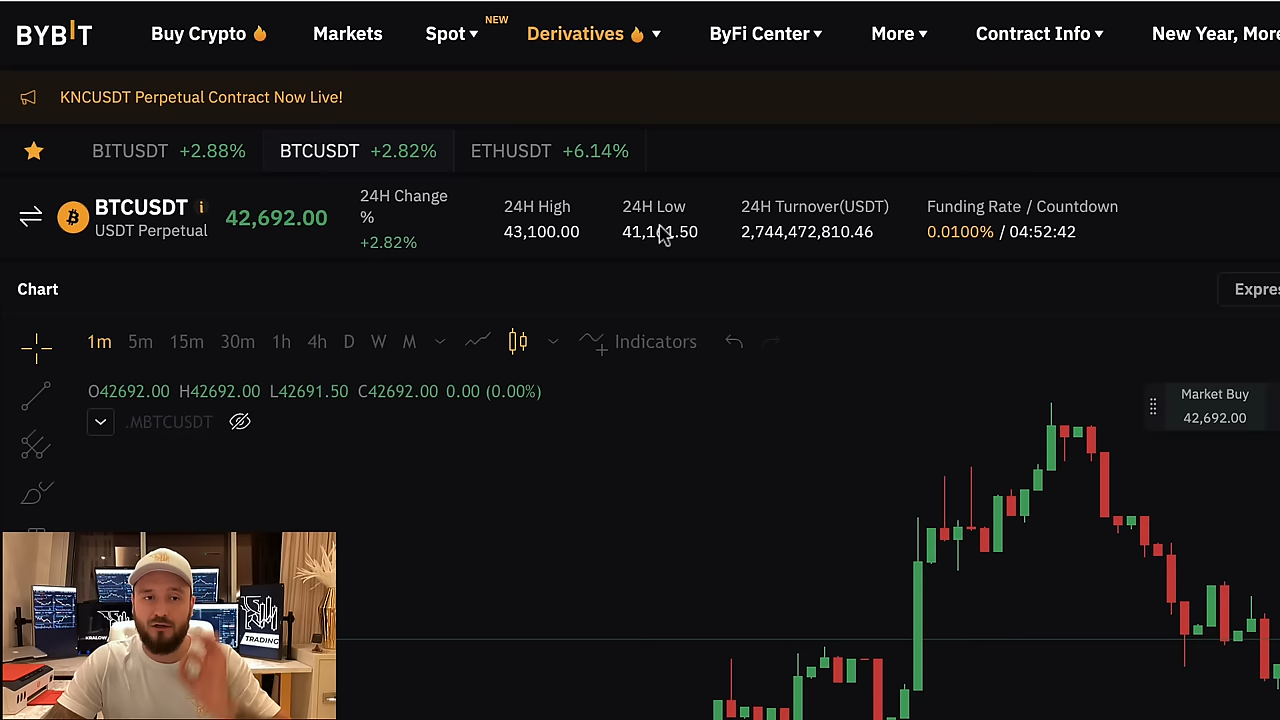 BYBIT Buy Crypto Markets Spot NEW Derivatives ByFi Center More Contract Info New Year, More
KNCUSDT Perpetual Contract Now Live!
BITUSDT +2.88% BTCUSDT +2.82% ETHUSDT +6.14%
BTCUSDT i
USDT Perpetual
42,692.00
24H Change
%
+2.82%
24H High
43,100.00
24H Low
24H Turnover(USDT)
2,744,472,810.46
Funding Rate / Countdown
0.0100% / 04:52:42
Chart
1m 5m 15m 30m 1h 4h D W M Indicators
O42692.00 H42692.00 L42691.50 C42692.00 0.00 (0.00%)
.MBTCUSDT
Market Buy
42,692.00
KRALOW
TRADING